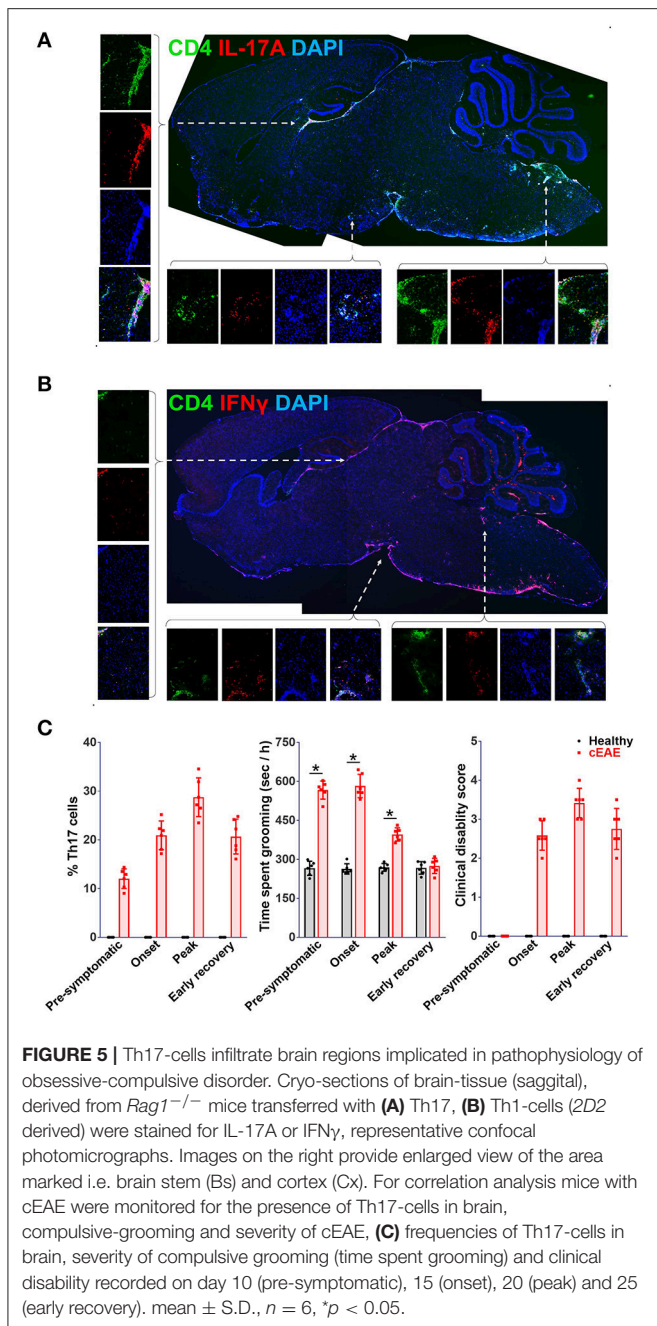 A
CD4 IL-17A DAPI
B
CD4 IFNγ DAPI
C
Healthy
cEAE
% Th17 cells
40
30
20
10
0
Pre-symptomatic
Onset
Peak
Early recovery
Time spent grooming (sec / h)
750
600
450
300
150
0
*
*
*
Pre-symptomatic
Onset
Peak
Early recovery
Clinical disability score
5
4
3
2
1
0
Pre-symptomatic
Onset
Peak
Early recovery
FIGURE 5 | Th17-cells infiltrate brain regions implicated in pathophysiology of
obsessive-compulsive disorder. Cryo-sections of brain-tissue (saggital),
derived from Rag1−/− mice transferred with (A) Th17, (B) Th1-cells (2D2
derived) were stained for IL-17A or IFNγ, representative confocal
photomicrographs. Images on the right provide enlarged view of the area
marked i.e. brain stem (Bs) and cortex (Cx). For correlation analysis mice with
cEAE were monitored for the presence of Th17-cells in brain,
compulsive-grooming and severity of cEAE, (C) frequencies of Th17-cells in
brain, severity of compulsive grooming (time spent grooming) and clinical
disability recorded on day 10 (pre-symptomatic), 15 (onset), 20 (peak) and 25
(early recovery). mean ± S.D., n = 6, *p < 0.05.